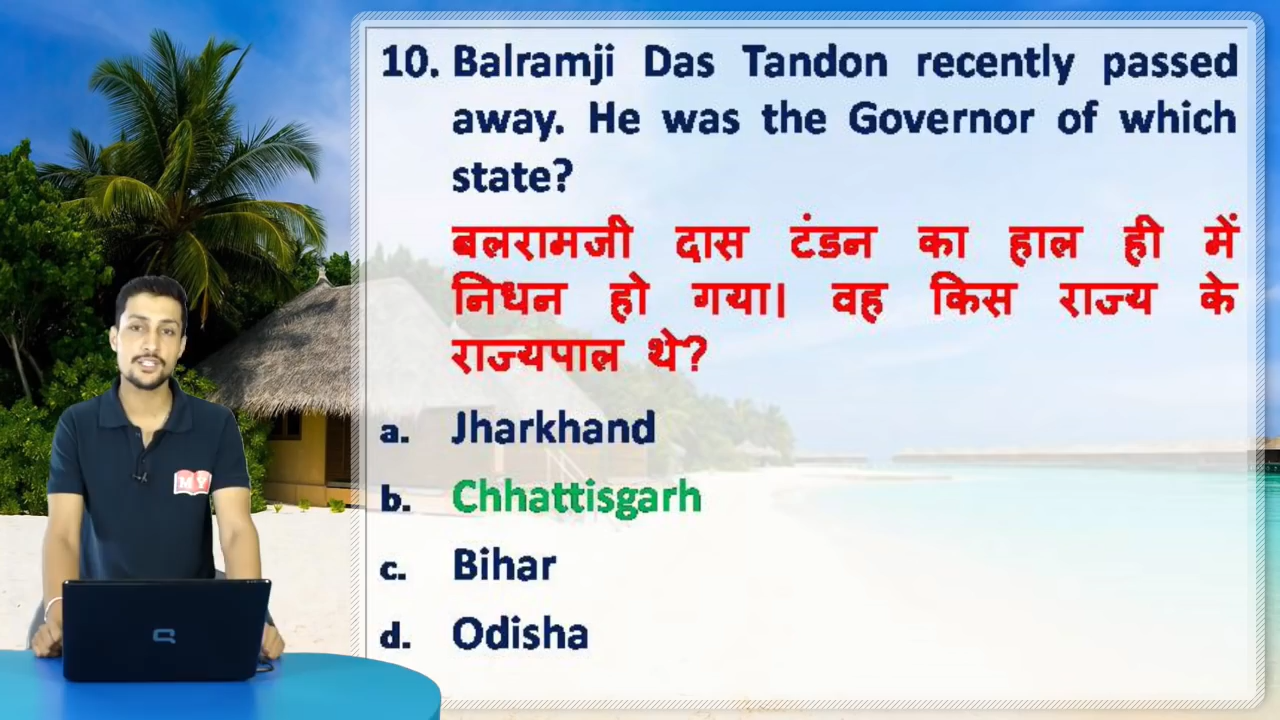 10. Balramji Das Tandon recently passed
away. He was the Governor of which
state?
बलरामजी दास टंडन का हाल ही में
निधन हो गया। वह किस राज्य के
राज्यपाल थे?
a. Jharkhand
b. Chhattisgarh
c. Bihar
d. Odisha
MY